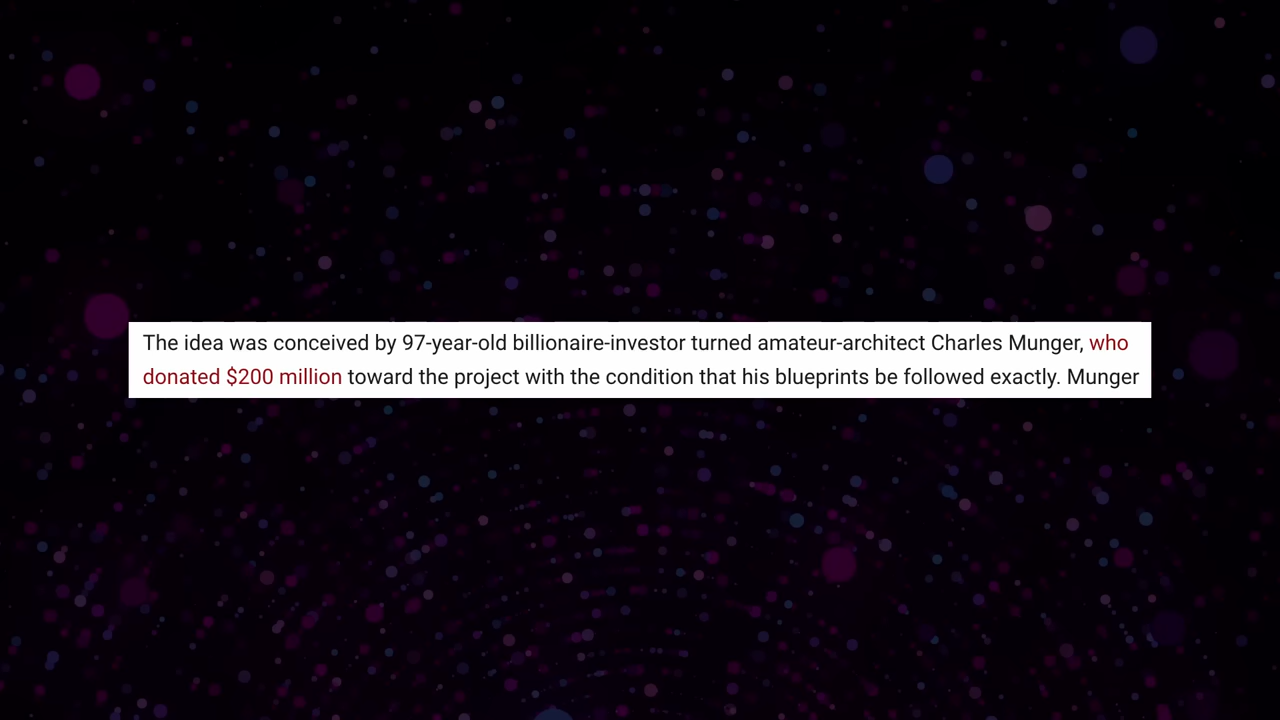 The idea was conceived by 97-year-old billionaire-investor turned amateur-architect Charles Munger, who
donated $200 million toward the project with the condition that his blueprints be followed exactly. Munger